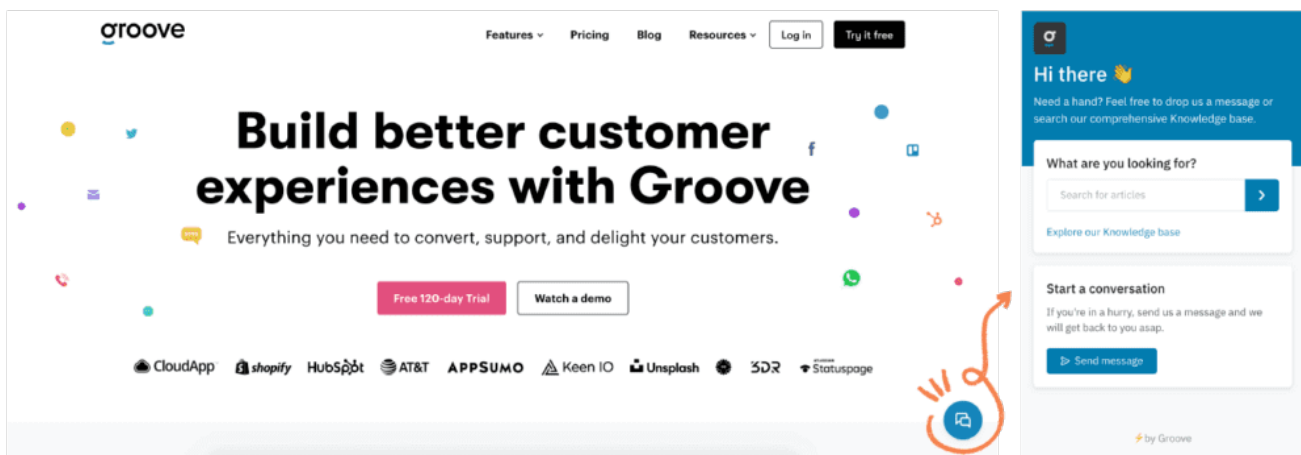 groove
Features
Pricing
Blog
Resources
Log in
Try it free
Build better customer
experiences with Groove
Everything you need to convert, support, and delight your customers.
Free 120-day Trial
Watch a demo
CloudApp
shopify
HubSpot
AT&T
APPSUMO
Keen IO
Unsplash
3DR
Statuspage
g
Hi there 👋
Need a hand? Feel free to drop us a message or
search our comprehensive Knowledge base.
What are you looking for?
Search for articles
Explore our Knowledge base
Start a conversation
If you're in a hurry, send us a message and we
will get back to you asap.
Send message
⚡by Groove